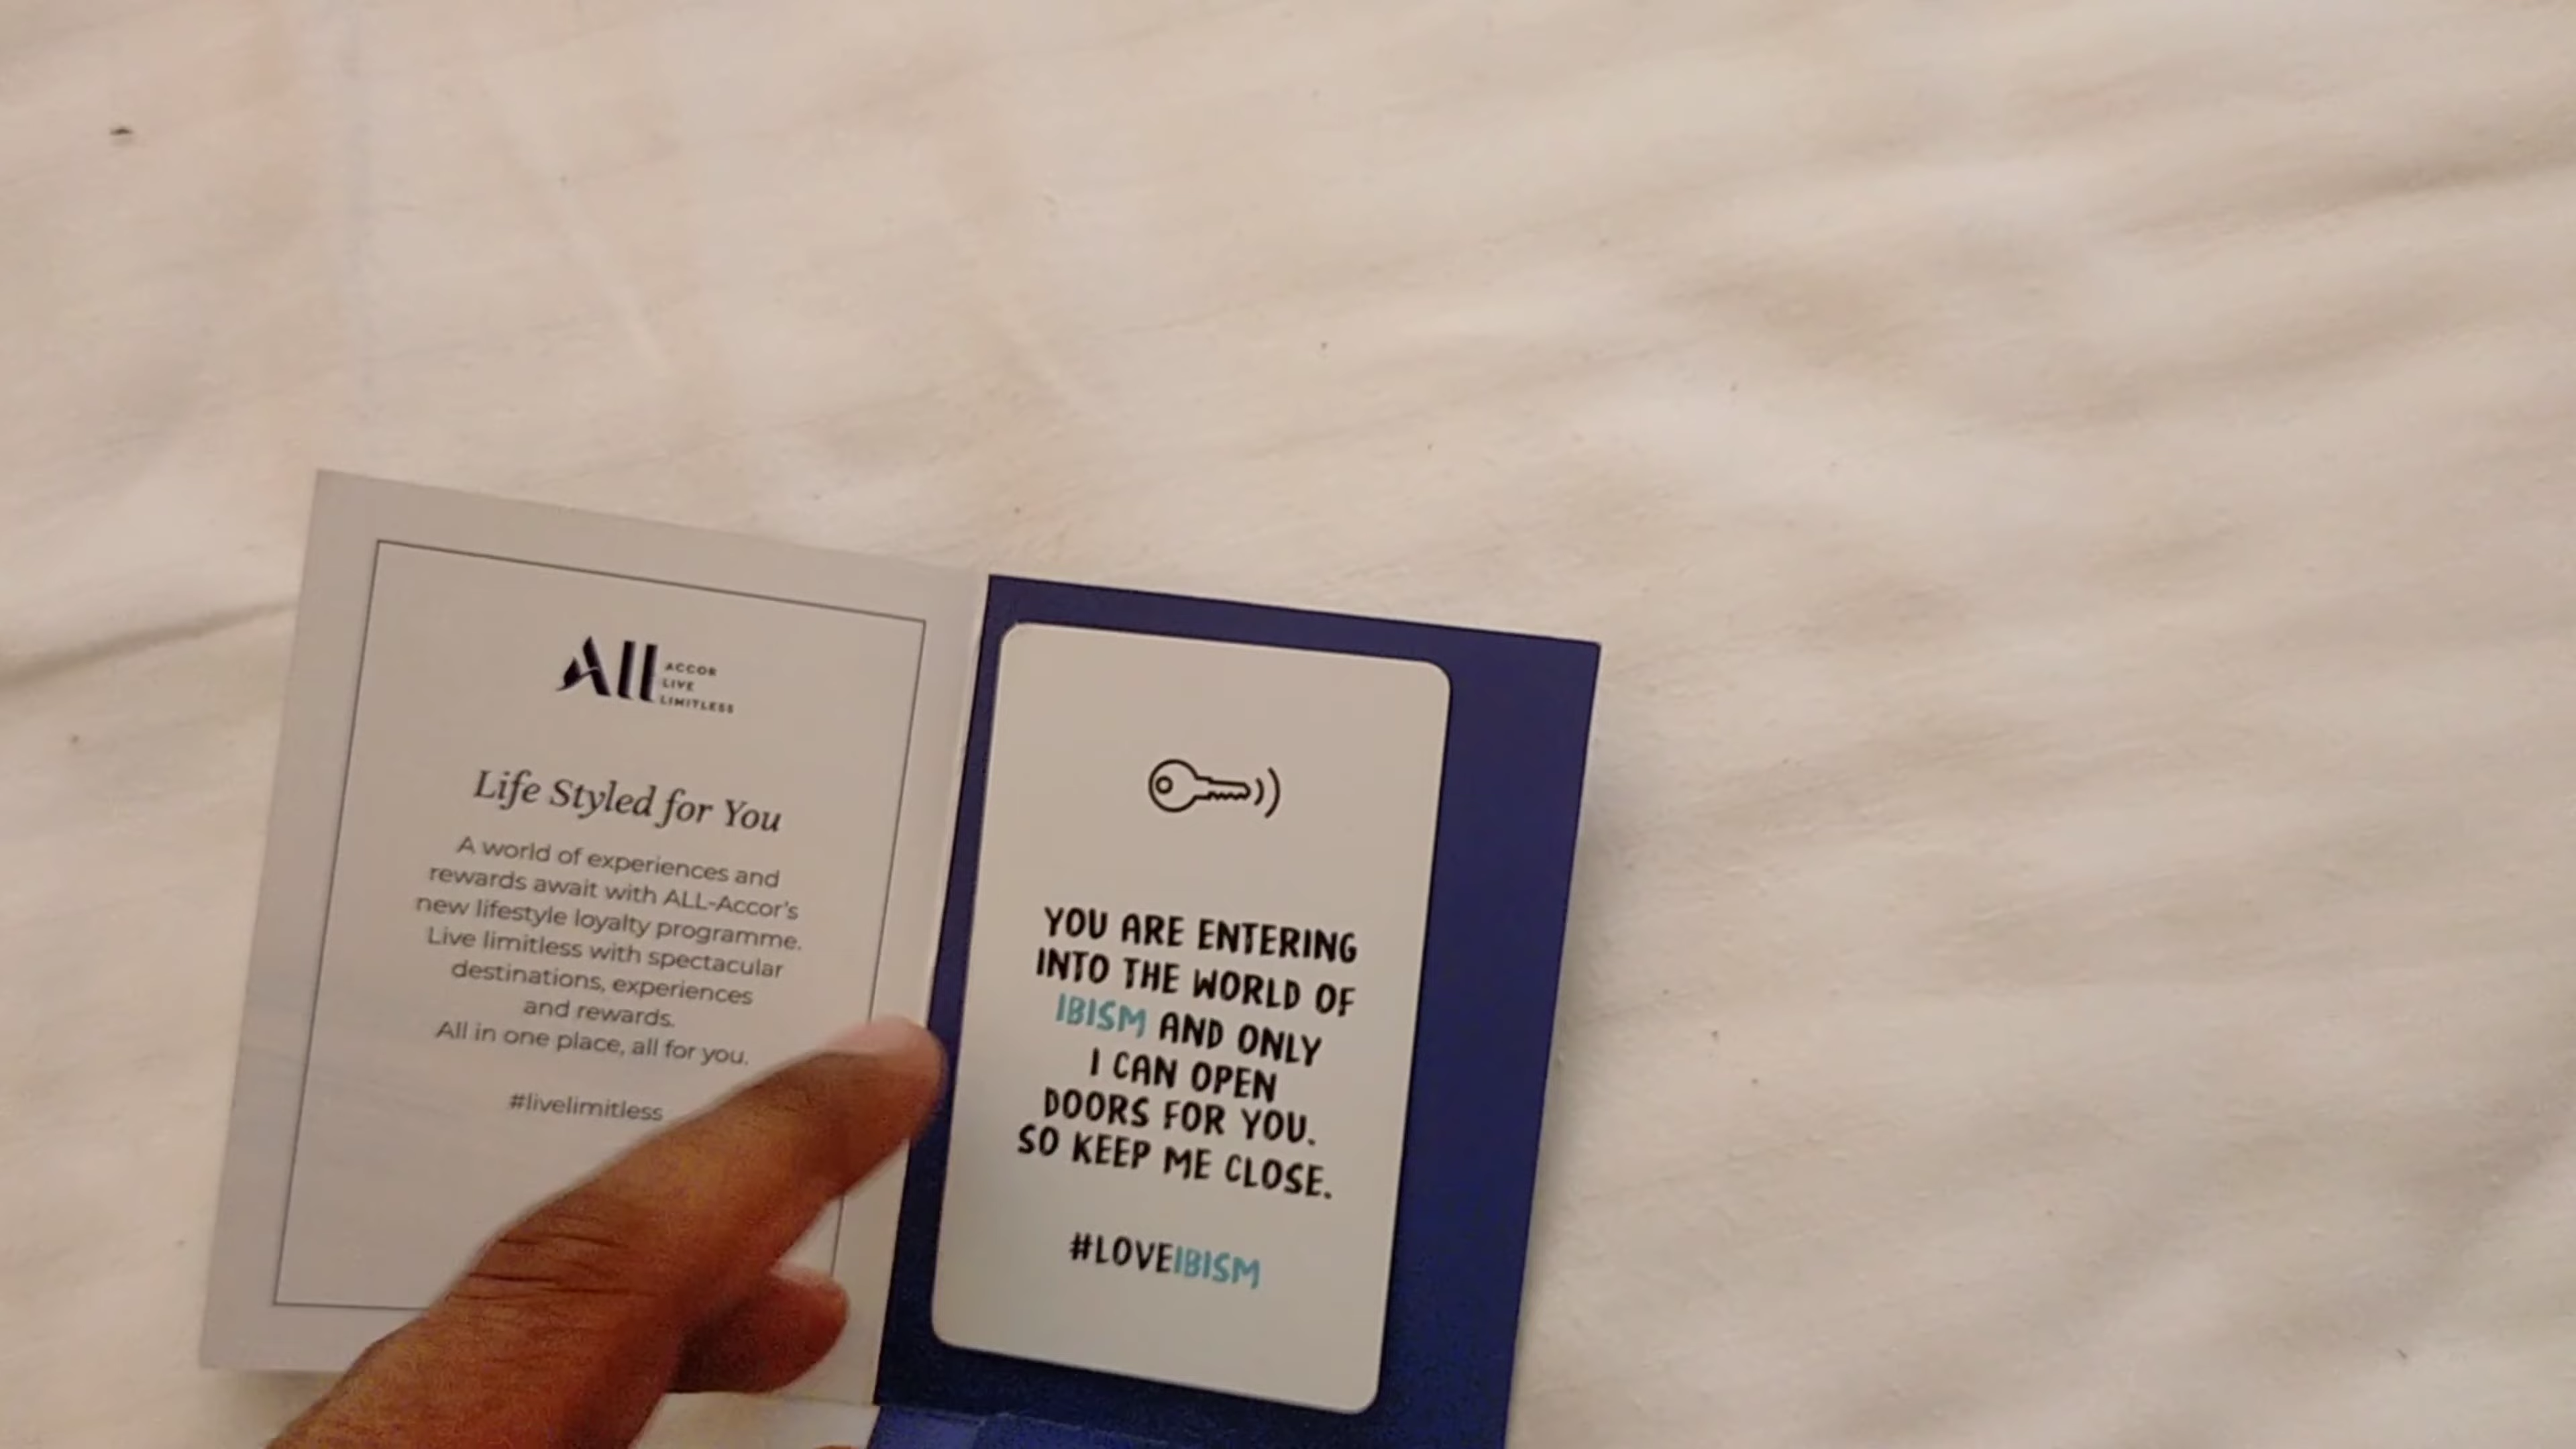 All ACCOR
LIVE
LIMITLESS
Life Styled for You
A world of experiences and
rewards await with ALL-Accor's
new lifestyle loyalty programme.
Live limitless with spectacular
destinations, experiences
and rewards.
All in one place, all for you.
#livelimitless
YOU ARE ENTERING
INTO THE WORLD OF
IBISM AND ONLY
I CAN OPEN
DOORS FOR YOU.
SO KEEP ME CLOSE.
#LOVEIBISM